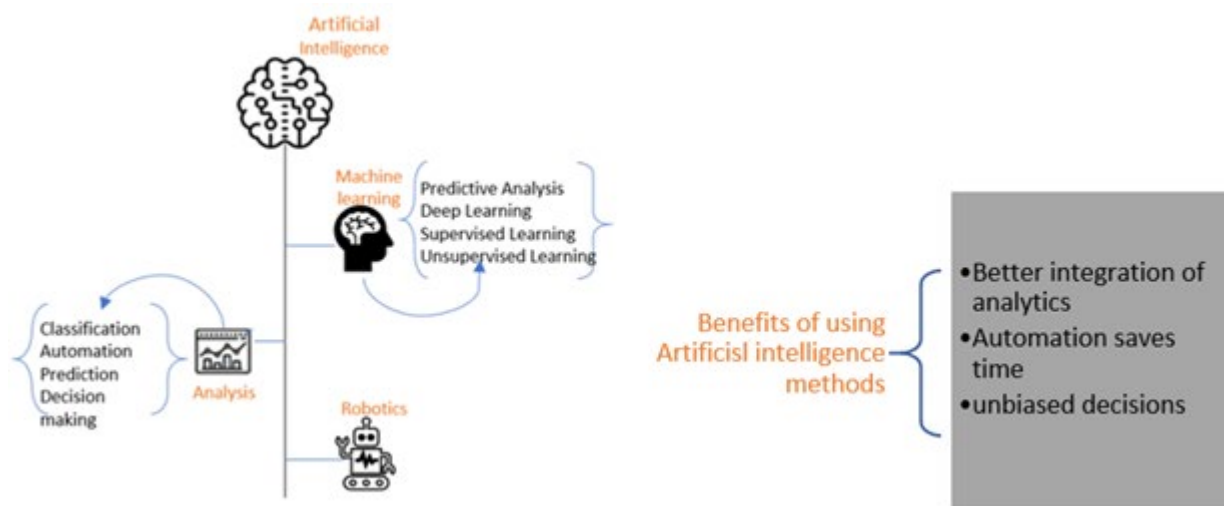 Artificial
Intelligence
Machine
learning
Predictive Analysis
Deep Learning
Supervised Learning
Unsupervised Learning
Classification
Automation
Prediction
Decision
making
Analysis
Robotics
Benefits of using
Artificisl intelligence
methods
•Better integration of
analytics
•Automation saves
time
•unbiased decisions